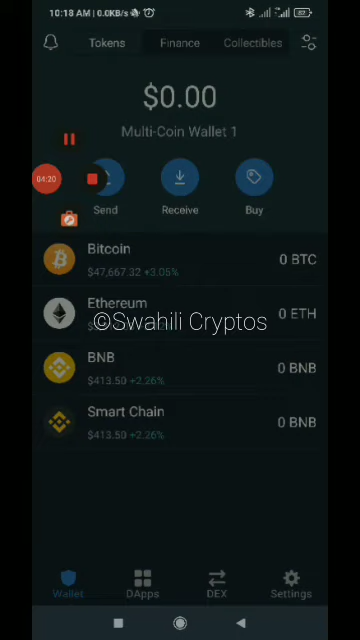 10:18 AM | 0.0KB/s
62
Tokens
Finance
Collectibles
$0.00
Multi-Coin Wallet 1
04:20
Send
Receive
Buy
Bitcoin
0 BTC
$47,667.32 +3.05%
Ethereum
0 ETH
©Swahili Cryptos
BNB
0 BNB
$413.50 +2.26%
Smart Chain
0 BNB
$413.50 +2.26%
Wallet
DApps
DEX
Settings